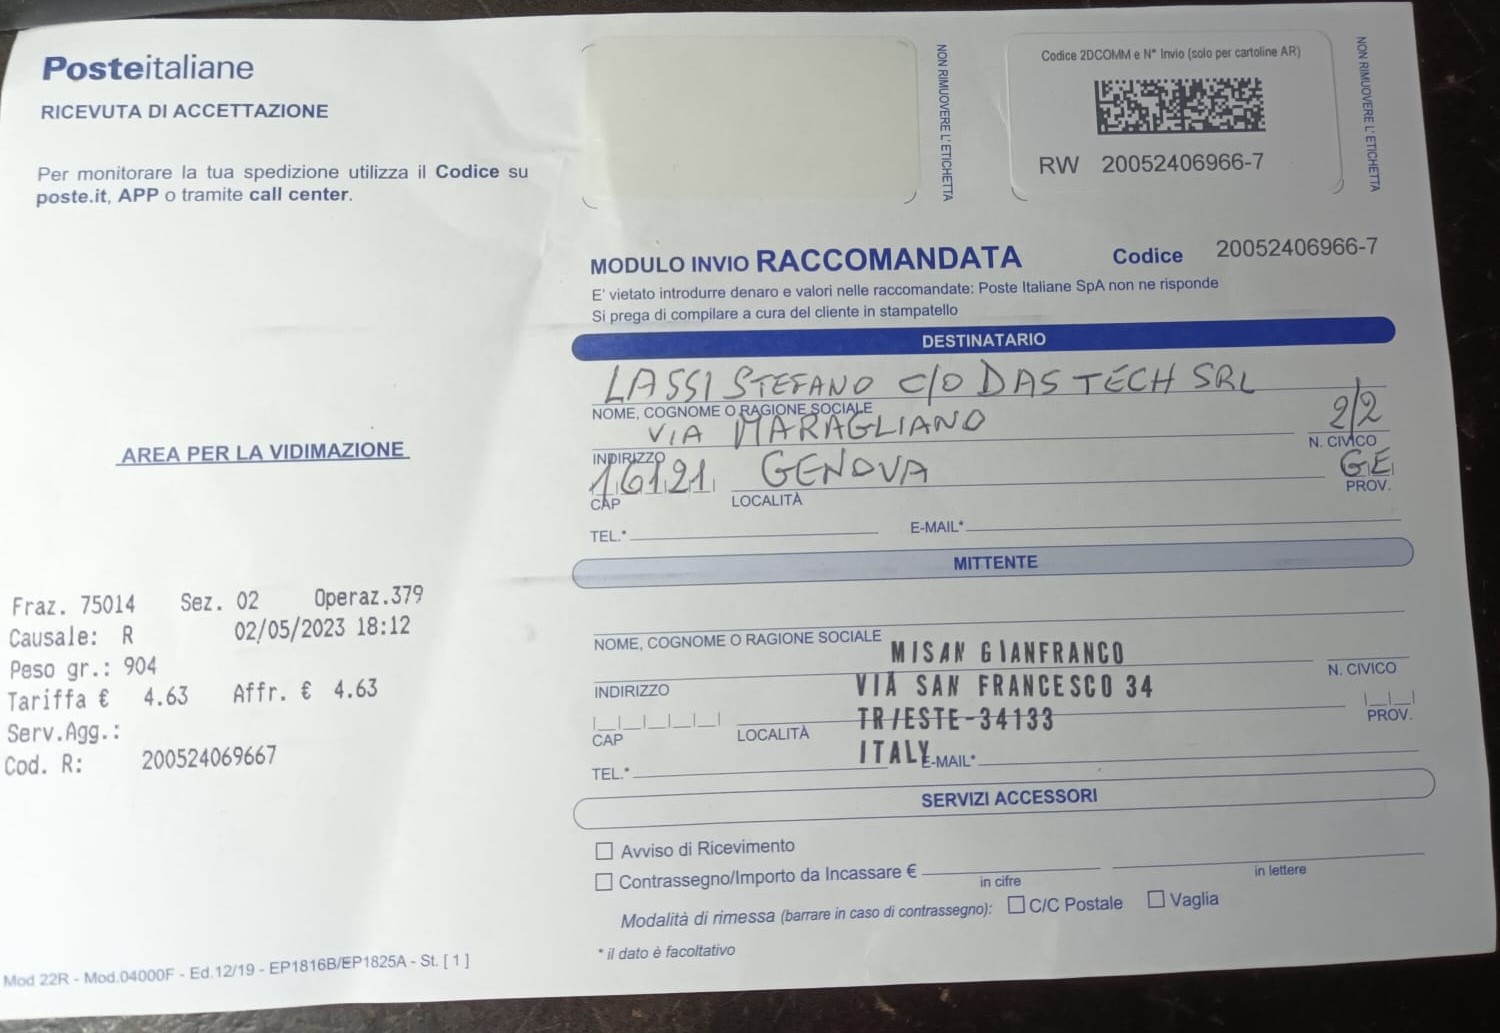 Posteitaliane
RICEVUTA DI ACCETTAZIONE
Per monitorare la tua spedizione utilizza il Codice su
poste.it, APP o tramite call center.
AREA PER LA VIDIMAZIONE
Fraz. 75014 Sez. 02 Operaz.379
Causale: R 02/05/2023 18:12
Peso gr.: 904
Tariffa € 4.63 Affr. € 4.63
Serv.Agg.:
Cod. R: 200524069667
Mod 22R - Mod.04000F - Ed.12/19 - EP1816B/EP1825A - St. [ 1 ]
NON RIMUOVERE L' ETICHETTA
Codice 2DCOMM e N° Invio (solo per cartoline AR)
RW 20052406966-7
NON RIMUOVERE L' ETICHETTA
MODULO INVIO RACCOMANDATA Codice 20052406966-7
E' vietato introdurre denaro e valori nelle raccomandate: Poste Italiane SpA non ne risponde
Si prega di compilare a cura del cliente in stampatello
DESTINATARIO
LASSI STEFANO C/O DAS TECH SRL
NOME, COGNOME O RAGIONE SOCIALE
VIA MARAGLIANO 2/2
INDIRIZZO N. CIVICO
16121 GENOVA GE
CAP LOCALITÀ PROV.
TEL.* E-MAIL*
MITTENTE
NOME, COGNOME O RAGIONE SOCIALE
MISAN GIANFRANCO
INDIRIZZO N. CIVICO
VIA SAN FRANCESCO 34
TRIESTE-34133
CAP LOCALITÀ PROV.
ITALY
TEL.* E-MAIL*
SERVIZI ACCESSORI
Avviso di Ricevimento
Contrassegno/Importo da Incassare €
in cifre in lettere
Modalità di rimessa (barrare in caso di contrassegno): C/C Postale Vaglia
* il dato è facoltativo